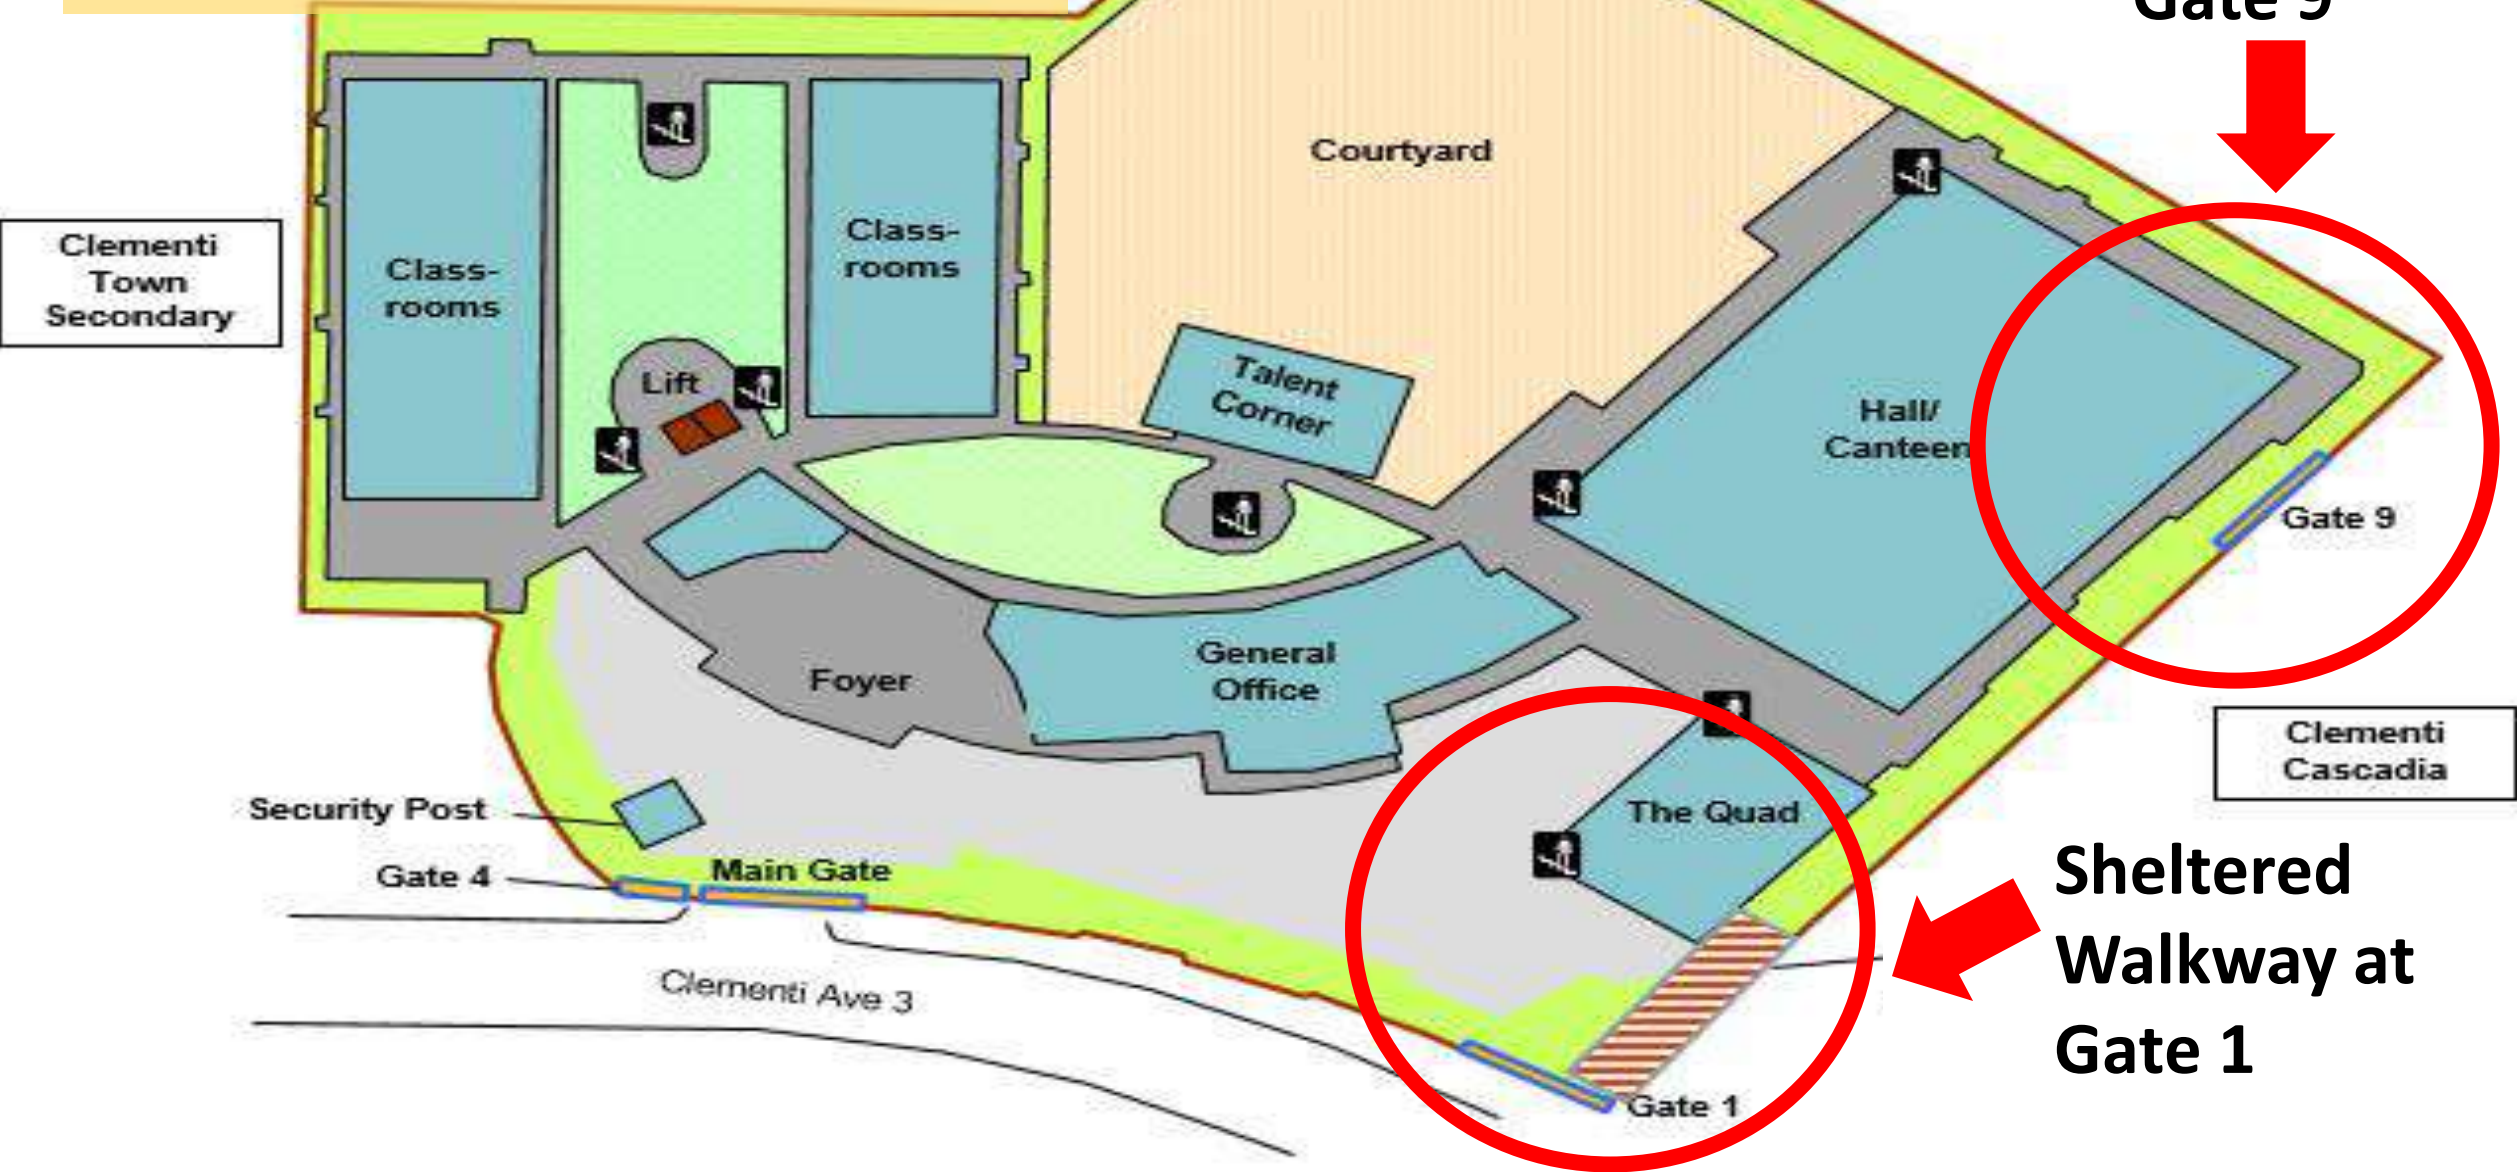 Gate 9
Courtyard
Class-
rooms
Clementi
Town
Secondary
Class-
rooms
Talent
Corner
Lift
Hall/
Canteen
Gate 9
General
Office
Foyer
Clementi
Cascadia
Security Post
The Quad
Main Gate
Gate 4
Sheltered
Walkway at
Gate 1
Clementi Ave 3
Gate 1